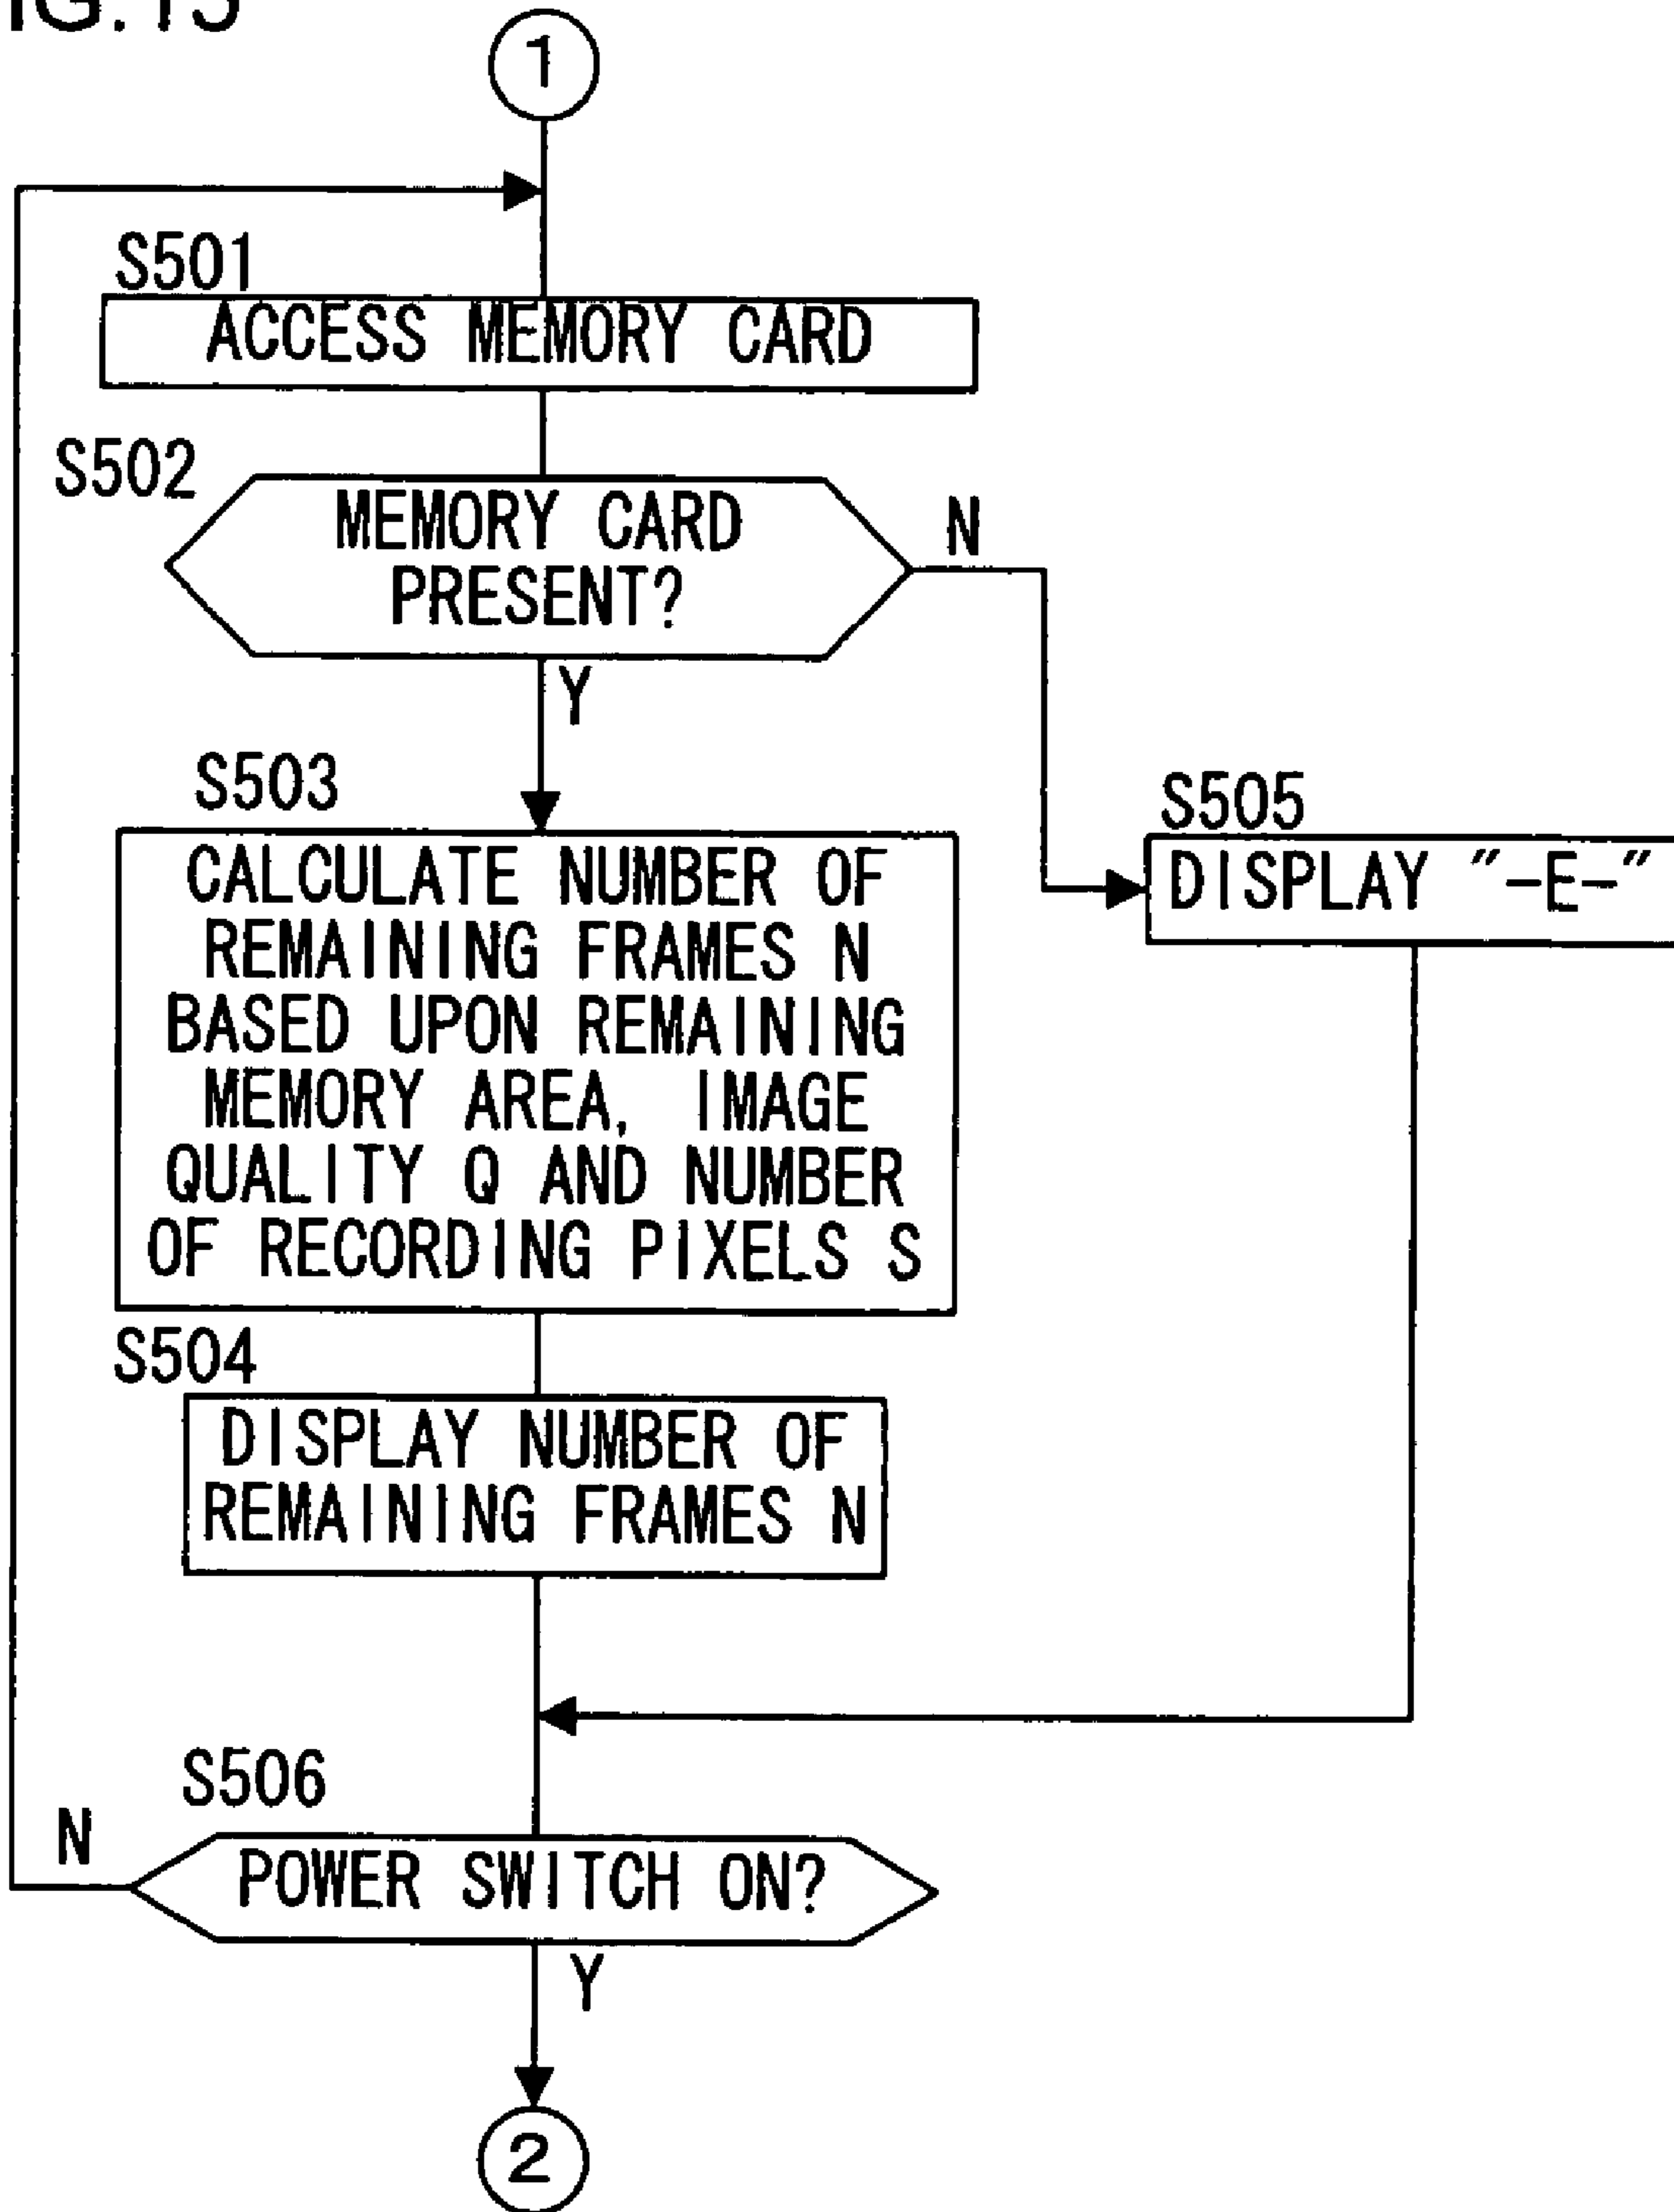 IG.15
1
S501
ACCESS MEMORY CARD
S502
MEMORY CARD
PRESENT?
N
Y
S503
CALCULATE NUMBER OF
REMAINING FRAMES N
BASED UPON REMAINING
MEMORY AREA, IMAGE
QUALITY Q AND NUMBER
OF RECORDING PIXELS S
S505
DISPLAY "-E-"
S504
DISPLAY NUMBER OF
REMAINING FRAMES N
S506
N
POWER SWITCH ON?
Y
2